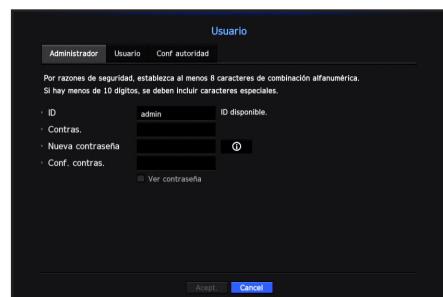 Usuario
Administrador Usuario Conf autoridad
Por razones de seguridad, establezca al menos 8 caracteres de combinación alfanumérica.
Si hay menos de 10 dígitos, se deben incluir caracteres especiales.
ID admin ID disponible.
Contras.
Nueva contraseña
Conf. contras.
Ver contraseña
Acept. Cancel